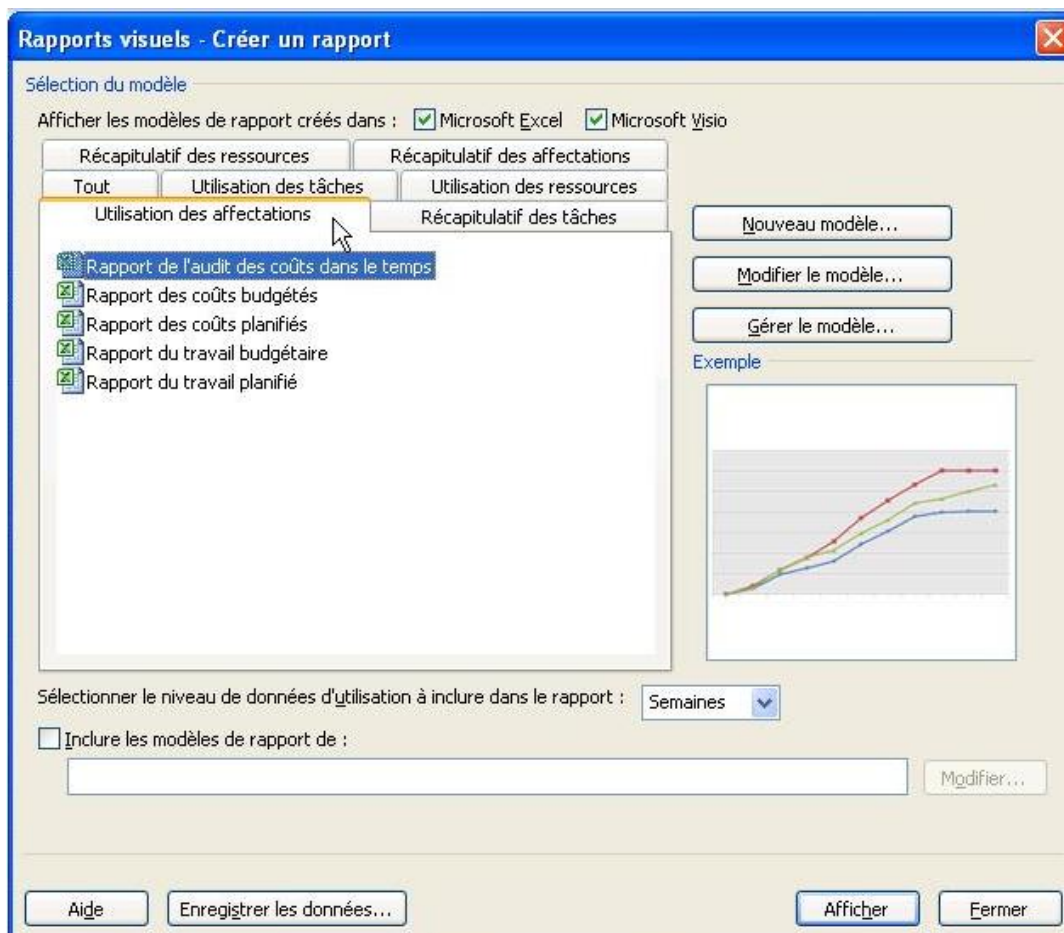 Rapports visuels - Créer un rapport
Sélection du modèle
Afficher les modèles de rapport créés dans : Microsoft Excel Microsoft Visio
Récapitulatif des ressources Récapitulatif des affectations
Tout Utilisation des tâches Utilisation des ressources
Utilisation des affectations Récapitulatif des tâches
Rapport de l'audit des coûts dans le temps
Rapport des coûts budgétés
Rapport des coûts planifiés
Rapport du travail budgétaire
Rapport du travail planifié
Nouveau modèle...
Modifier le modèle...
Gérer le modèle...
Exemple
Sélectionner le niveau de données d'utilisation à inclure dans le rapport : Semaines
Inclure les modèles de rapport de :
Modifier...
Aide Enregistrer les données... Afficher Fermer